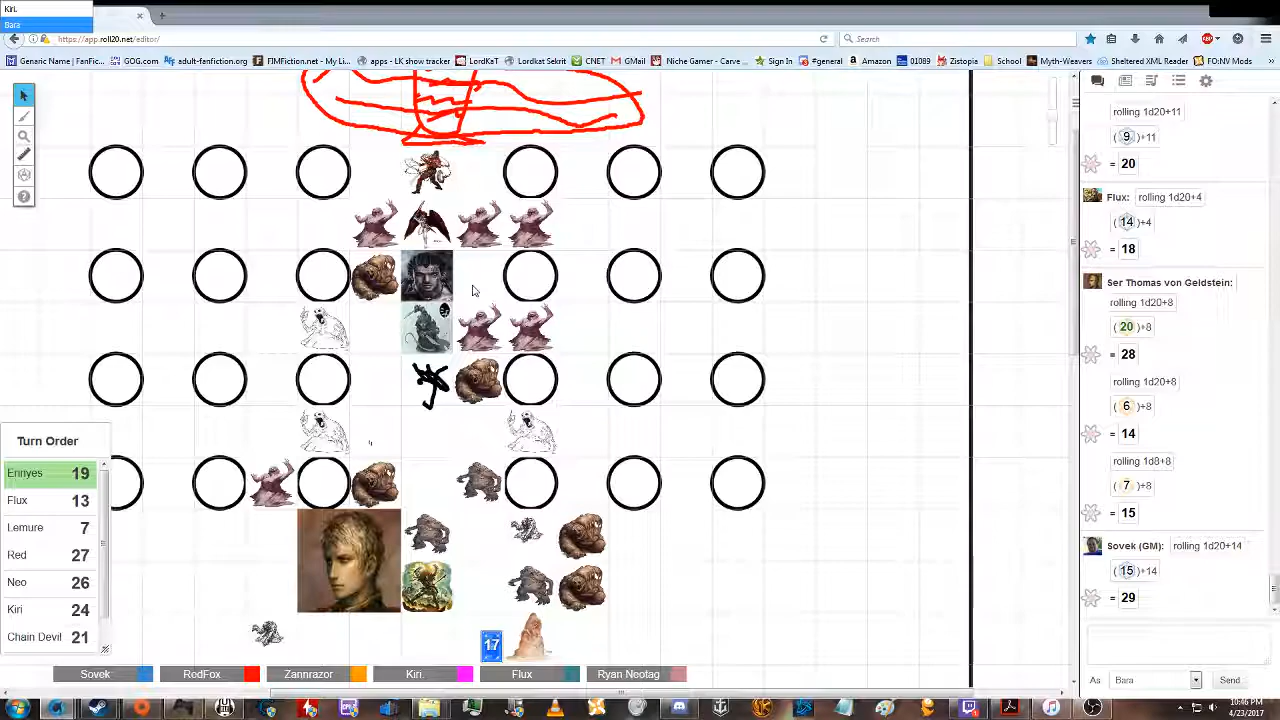 Kiri.
Bara
https://app.roll20.net/editor/
Search
Generic Name | FanFic...
GOG.com
adult-fanfiction.org
FIMFiction.net - My Li...
apps - LK show tracker
LordKat
Lordkat Sekrit
CNET
GMail
Niche Gamer - Carve ...
Sign In
#general
Amazon
01089
Zistopia
School
Myth-Weavers
Sheltered XML Reader
FO:NV Mods
rolling 1d20+11
(9)+11
= 20
Flux:
rolling 1d20+4
(14)+4
= 18
Ser Thomas von Geldstein:
rolling 1d20+8
(20)+8
= 28
rolling 1d20+8
(6)+8
= 14
rolling 1d8+8
(7)+8
= 15
Sovek (GM):
rolling 1d20+14
(15)+14
= 29
Turn Order
Ennyes 19
Flux 13
Lemure 7
Red 27
Neo 26
Kiri 24
Chain Devil 21
17
Sovek
RedFox
Zannrazor
Kiri.
Flux
Ryan Neotag
As
Bara
Send
10:46 PM
4/23/2017